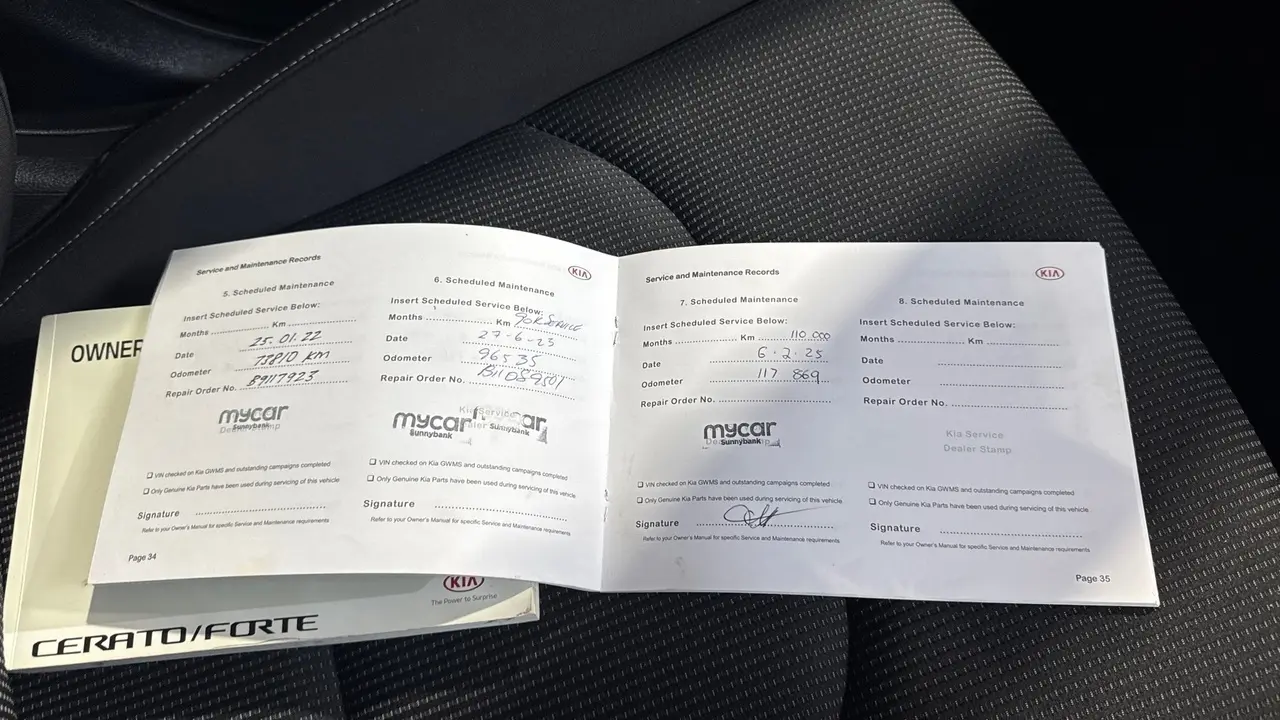 OWNER
Service and Maintenance Records
5. Scheduled Maintenance
Insert Scheduled Service Below:
Months Km
Date 25.01.22
Odometer 73810 KM
Repair Order No. B9117923
mycar
Sunnybank
VIN checked on Kia GWMS and outstanding campaigns completed
Only Genuine Kia Parts have been used during servicing of this vehicle
Signature
Refer to your Owner's Manual for specific Service and Maintenance requirements
Page 34
KIA
6. Scheduled Maintenance
Insert Scheduled Service Below:
Months Km 90K SERVICE
Date 27-6-23
Odometer 96535
Repair Order No.
Kia Service
mycar
Sunnybank
ar
Sunnybank
VIN checked on Kia GWMS and outstanding campaigns completed
Only Genuine Kia Parts have been used during servicing of this vehicle
Signature
Refer to your Owner's Manual for specific Service and Maintenance requirements
Service and Maintenance Records
7. Scheduled Maintenance
Insert Scheduled Service Below:
Months Km 110 000
Date 6.2.25
Odometer 117 869
Repair Order No.
mycar
Sunnybank
VIN checked on Kia GWMS and outstanding campaigns completed
Only Genuine Kia Parts have been used during servicing of this vehicle
Signature
Refer to your Owner's Manual for specific Service and Maintenance requirements
KIA
8. Scheduled Maintenance
Insert Scheduled Service Below:
Months Km
Date
Odometer
Repair Order No.
Kia Service
Dealer Stamp
VIN checked on Kia GWMS and outstanding campaigns completed
Only Genuine Kia Parts have been used during servicing of this vehicle
Signature
Refer to your Owner's Manual for specific Service and Maintenance requirements
Page 35
KIA
The Power to Surprise
CERATO/FORTE